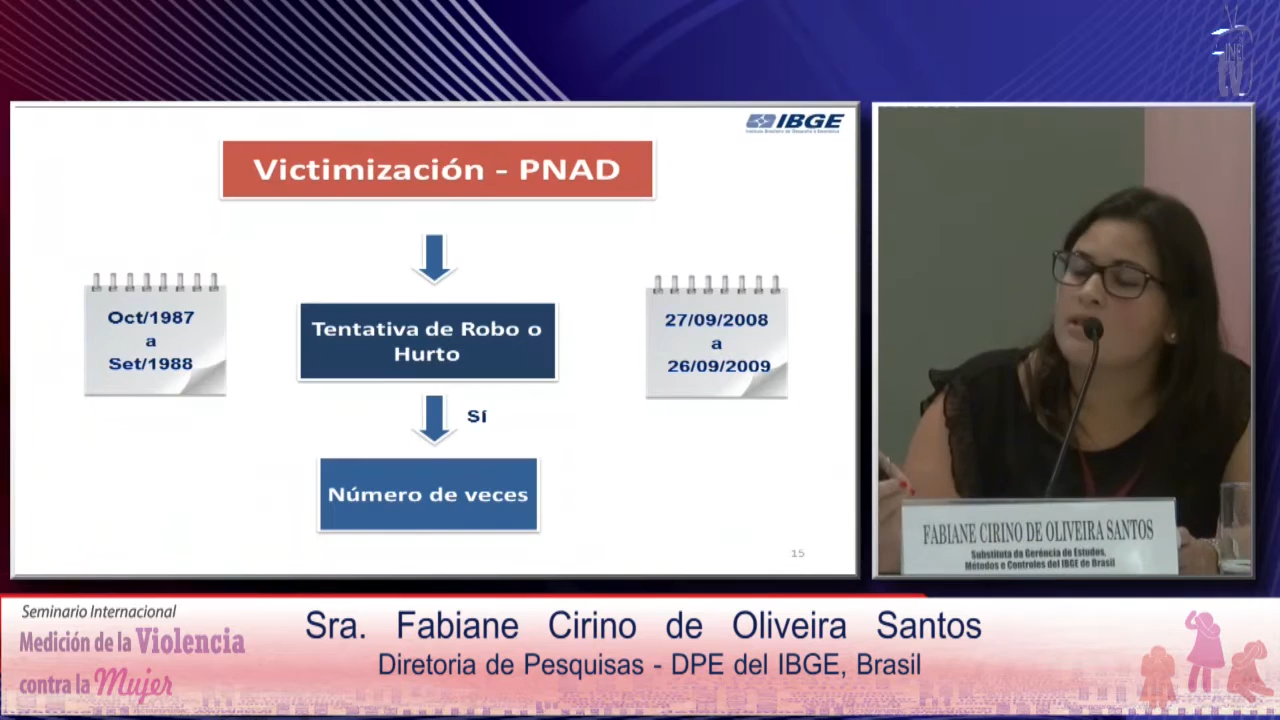 INEI
TV
IBGE
Victimización - PNAD
Oct/1987
a
Set/1988
Tentativa de Robo o
Hurto
27/09/2008
a
26/09/2009
Sí
Número de veces
15
FABIANE CIRINO DE OLIVEIRA SANTOS
Substituta da Gerência de Estudos,
Métodos e Controles del IBGE de Brasil
Seminario Internacional
Medición de la Violencia
contra la Mujer
Sra. Fabiane Cirino de Oliveira Santos
Diretoria de Pesquisas - DPE del IBGE, Brasil